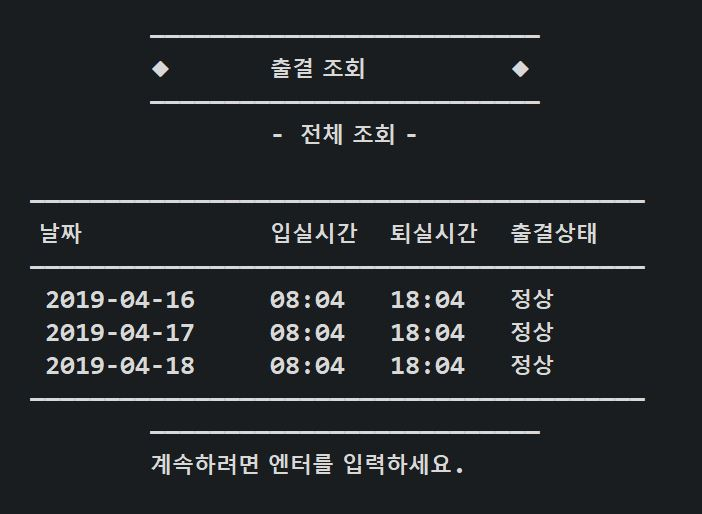 ◆ 출결 조회 ◆
- 전체 조회 -
날짜 입실시간 퇴실시간 출결상태
2019-04-16 08:04 18:04 정상
2019-04-17 08:04 18:04 정상
2019-04-18 08:04 18:04 정상
계속하려면 엔터를 입력하세요.